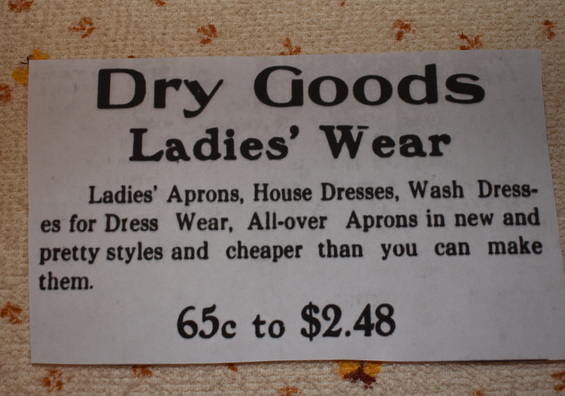 Dry Goods
Ladies' Wear
Ladies' Aprons, House Dresses, Wash Dress-
es for Dress Wear, All-over Aprons in new and
pretty styles and cheaper than you can make
them.
65c to $2.48